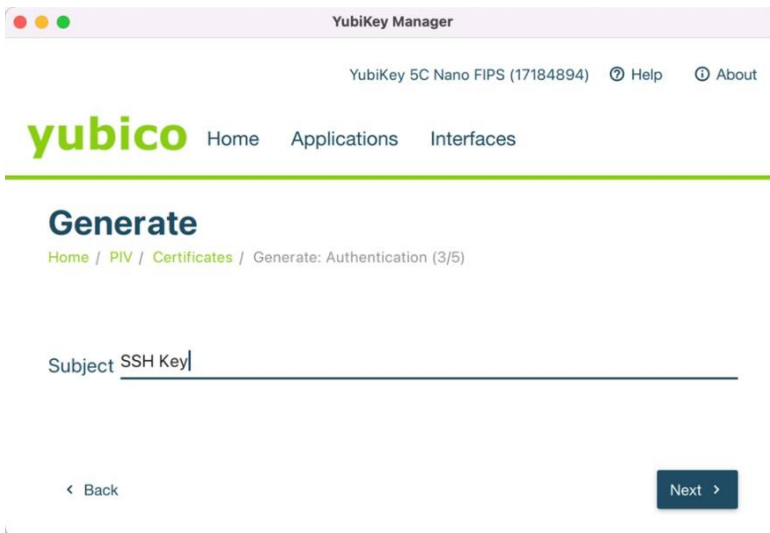 YubiKey Manager
YubiKey 5C Nano FIPS (17184894) Help About
yubico Home Applications Interfaces
Generate
Home / PIV / Certificates / Generate: Authentication (3/5)
Subject SSH Key
Back Next